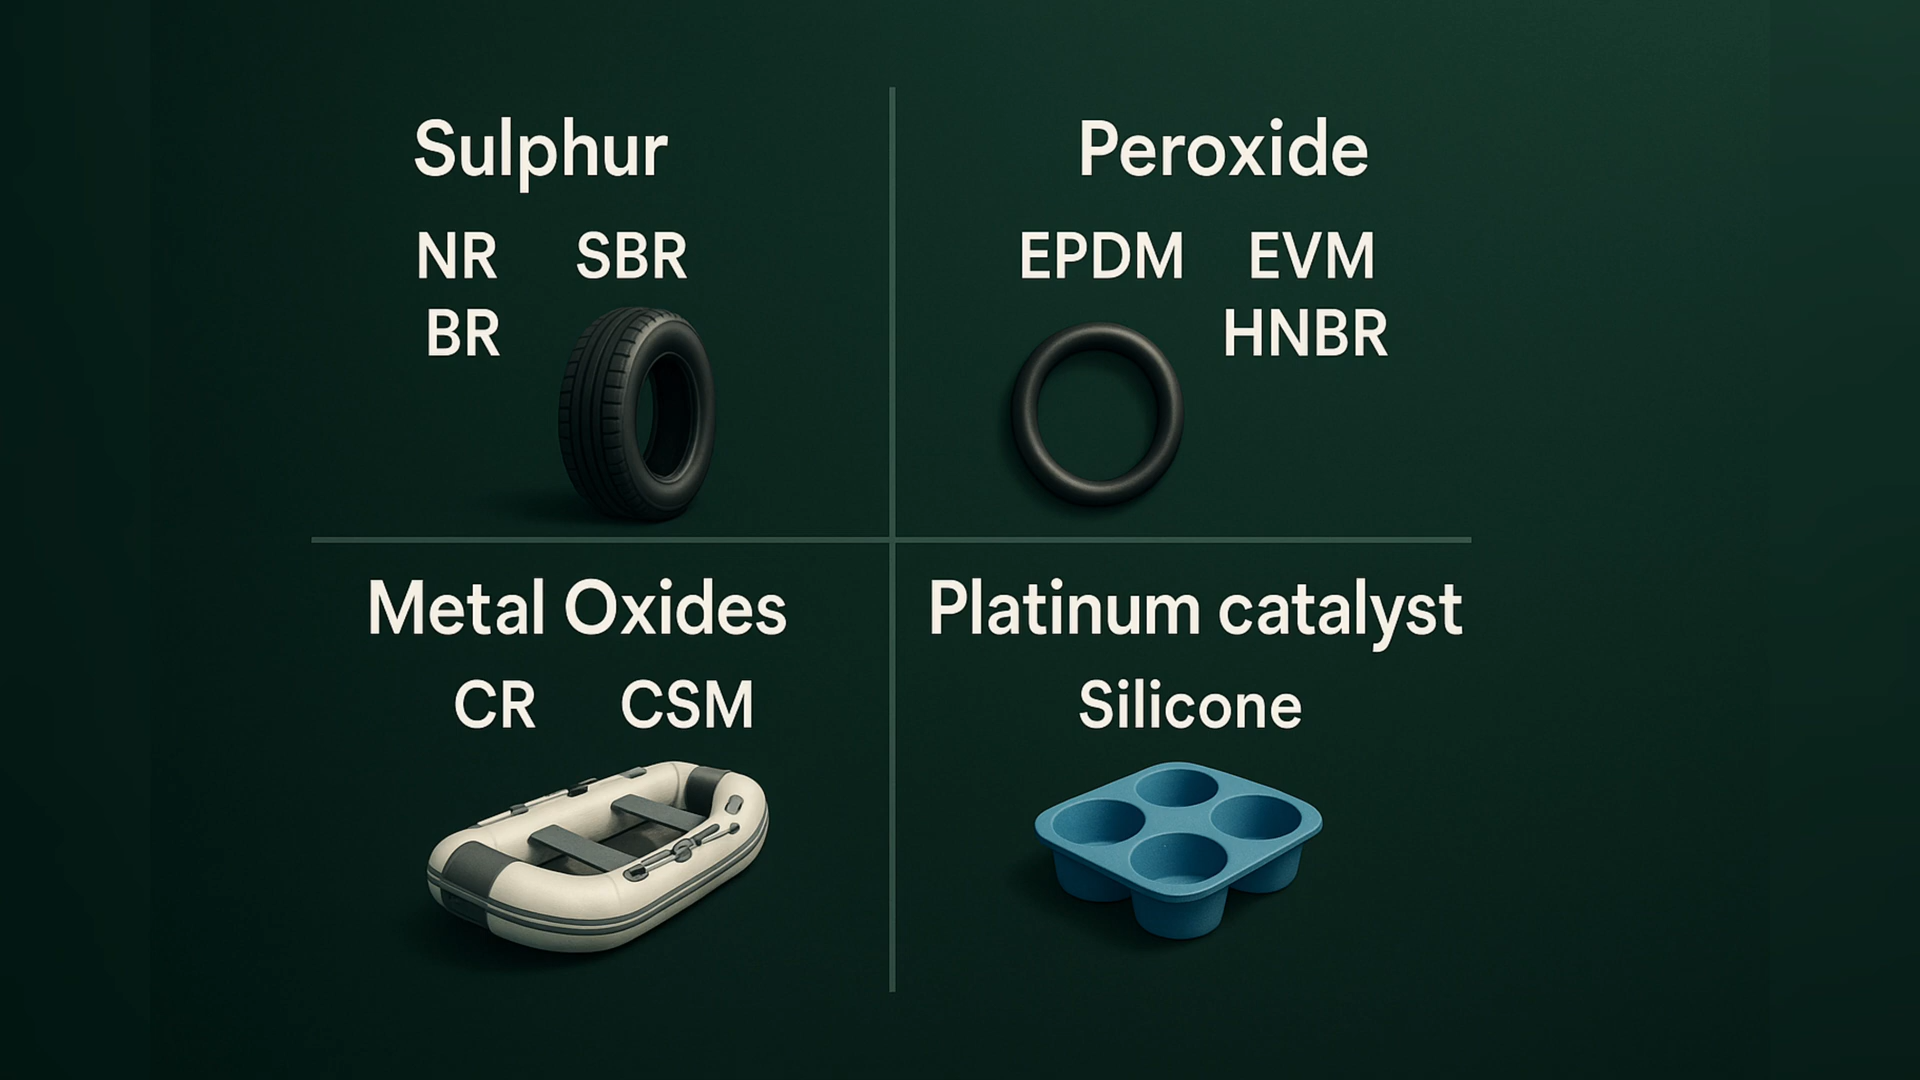 Sulphur
NR SBR
BR
Peroxide
EPDM EVM
HNBR
Metal Oxides
CR CSM
Platinum catalyst
Silicone